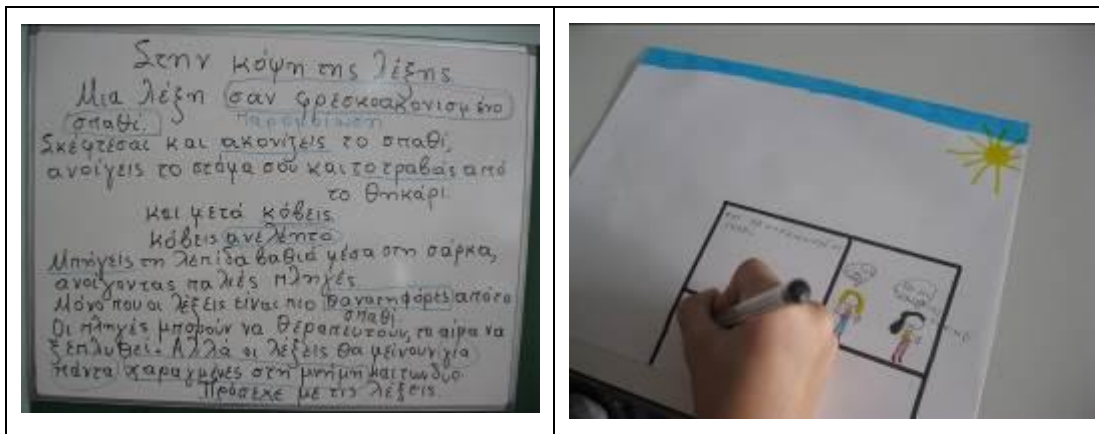 Στην κόψη της λέξης
Μια λέξη σαν φρεσκοακονισμένο
σπαθί. Παρομοίωση
Σκέφτεσαι και ακονίζεις το σπαθί,
ανοίγεις το στόμα σου και το τραβάς από
το θηκάρι.
και μετά κόβεις.
κόβεις ανελέητα
Μπήγεις τη λεπίδα βαθιά μέσα στη σάρκα,
ανοίγοντας παλιές πληγές.
Μόνο που οι λέξεις είναι πιο θανατηφόρες από το
σπαθί
Οι πληγές μπορούν να θεραπευτούν, το αίμα να
ξεπλυθεί. Αλλά οι λέξεις θα μείνουν για
πάντα χαραγμένες στη μνήμη και
Πρόσεχε με τις λέξεις.